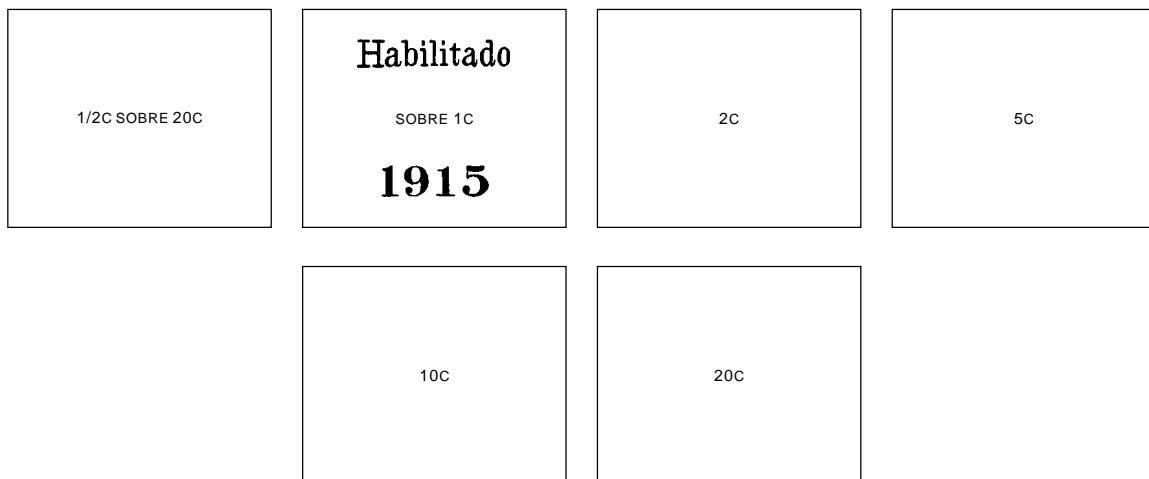 1/2C SOBRE 20C
Habilitado
SOBRE 1C
1915
2C
5C
10C
20C